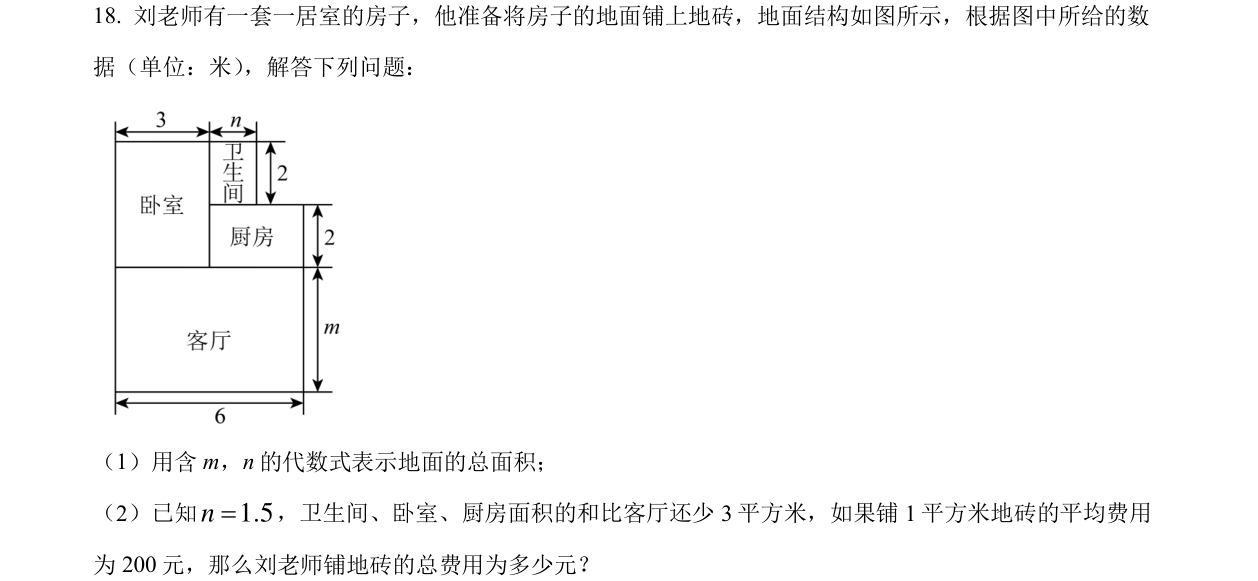 18. 刘老师有一套一居室的房子，他准备将房子的地面铺上地砖，地面结构如图所示，根据图中所给的数
据（单位：米），解答下列问题：
3
n
卫生间
2
卧室
厨房
2
客厅
m
6
（1）用含 m，n 的代数式表示地面的总面积；
（2）已知 n = 1.5，卫生间、卧室、厨房面积的和比客厅还少 3 平方米，如果铺 1 平方米地砖的平均费用
为 200 元，那么刘老师铺地砖的总费用为多少元？